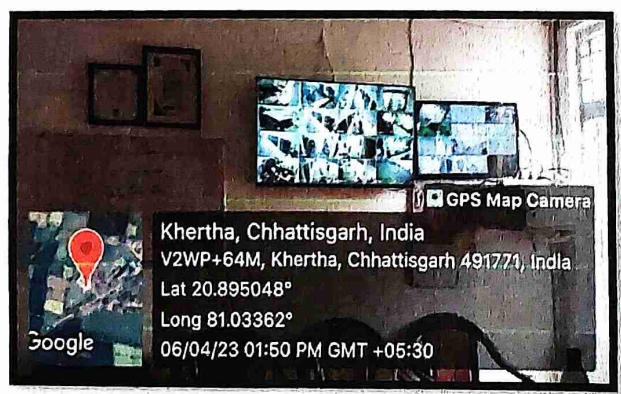 GPS Map Camera
Khertha, Chhattisgarh, India
V2WP+64M, Khertha, Chhattisgarh 491771, India
Lat 20.895048°
Long 81.03362°
06/04/23 01:50 PM GMT +05:30
Google